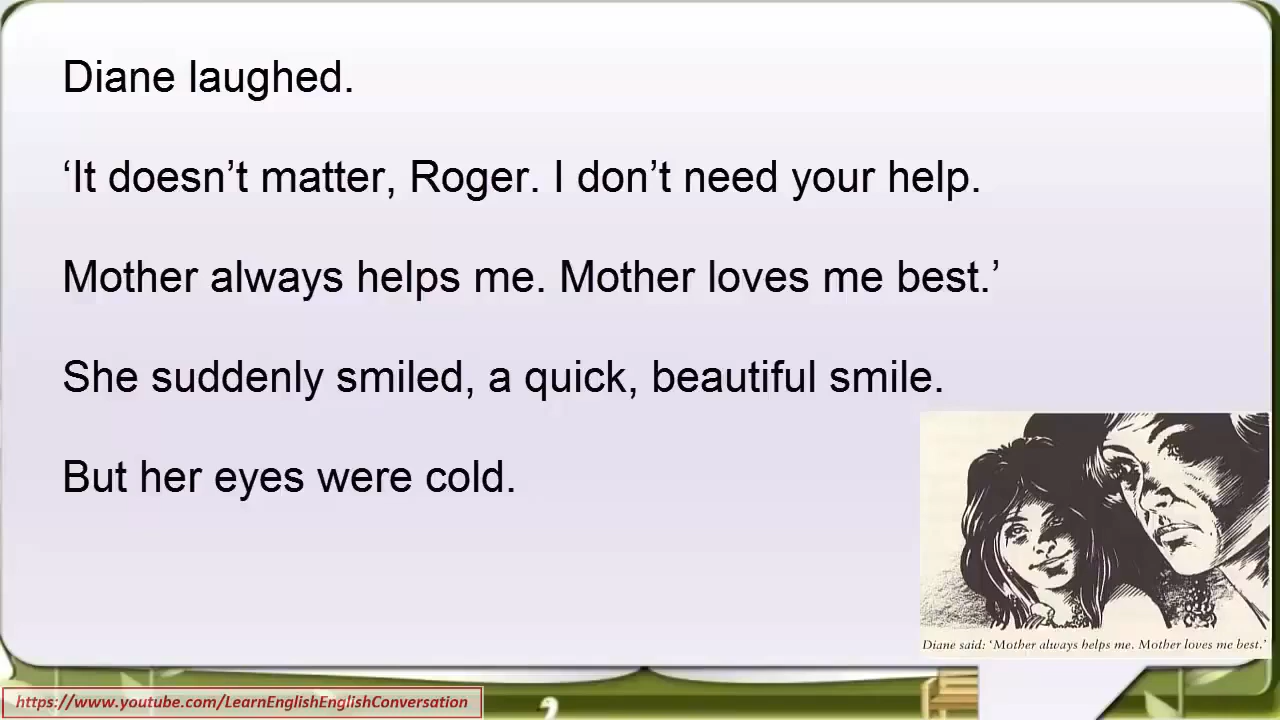 Diane laughed.
‘It doesn’t matter, Roger. I don’t need your help.
Mother always helps me. Mother loves me best.’
She suddenly smiled, a quick, beautiful smile.
But her eyes were cold.
Diane said: ‘Mother always helps me. Mother loves me best.’
https://www.youtube.com/LearnEnglishEnglishConversation